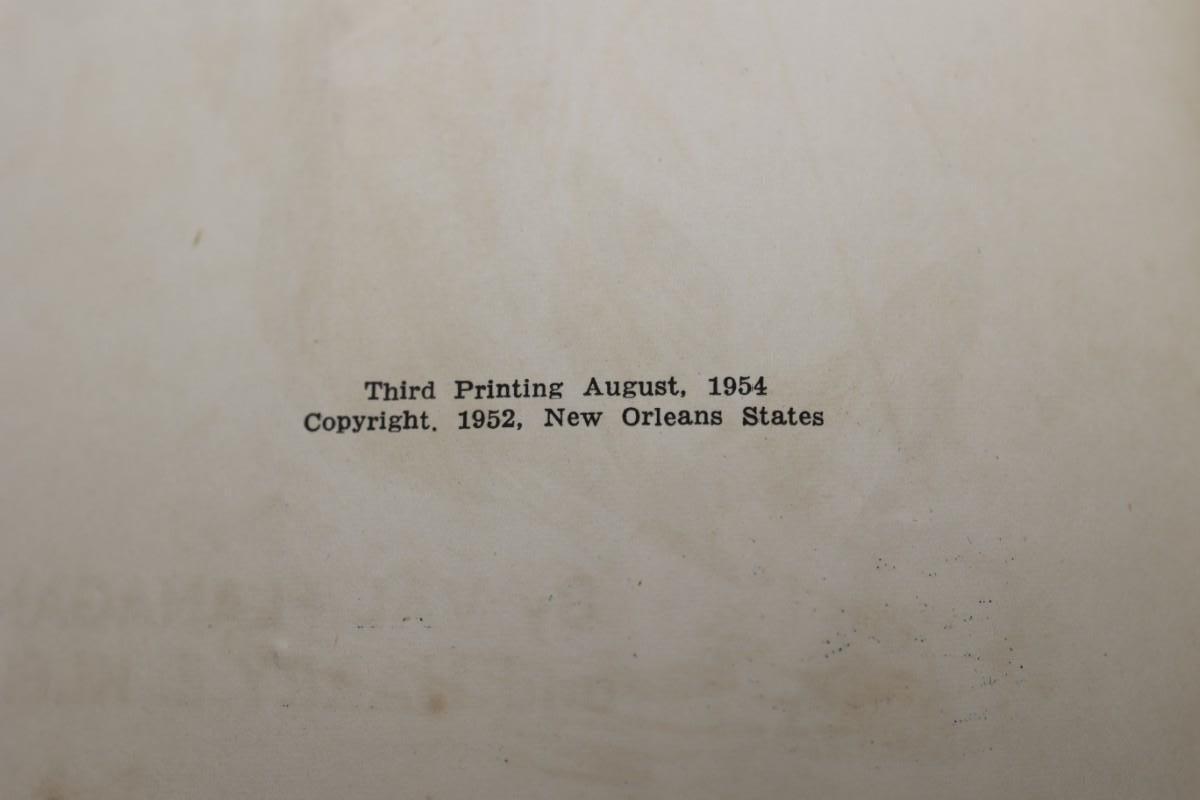 Third Printing August, 1954
Copyright. 1952, New Orleans States